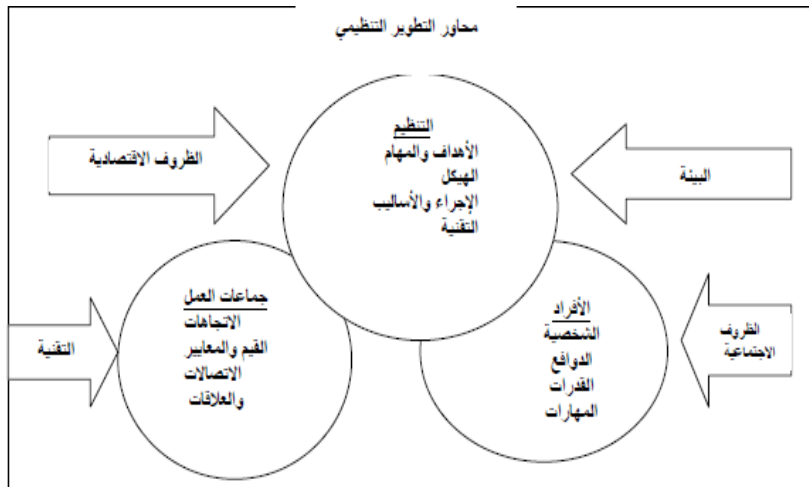 محاور التطوير التنظيمي
التنظيم
الأهداف والمهام
الهيكل
الإجراء والأساليب
التقنية
البيئة
الظروف الاقتصادية
الأفراد
الشخصية
الدوافع
القدرات
المهارات
جماعات العمل
الاتجاهات
القيم والمعايير
الاتصالات
والعلاقات
الظروف
الاجتماعية
التقنية